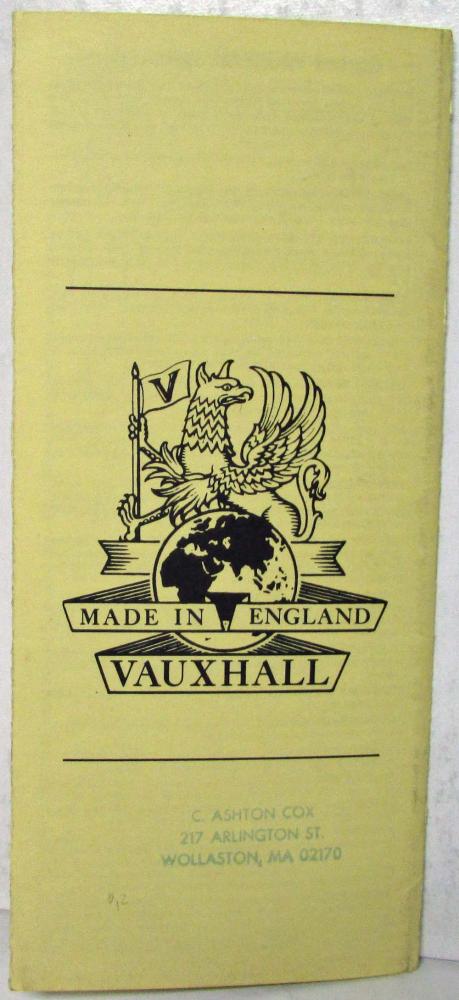 V
MADE IN ENGLAND
VAUXHALL
C. ASHTON COX
217 ARLINGTON ST.
WOLLASTON, MA 02170